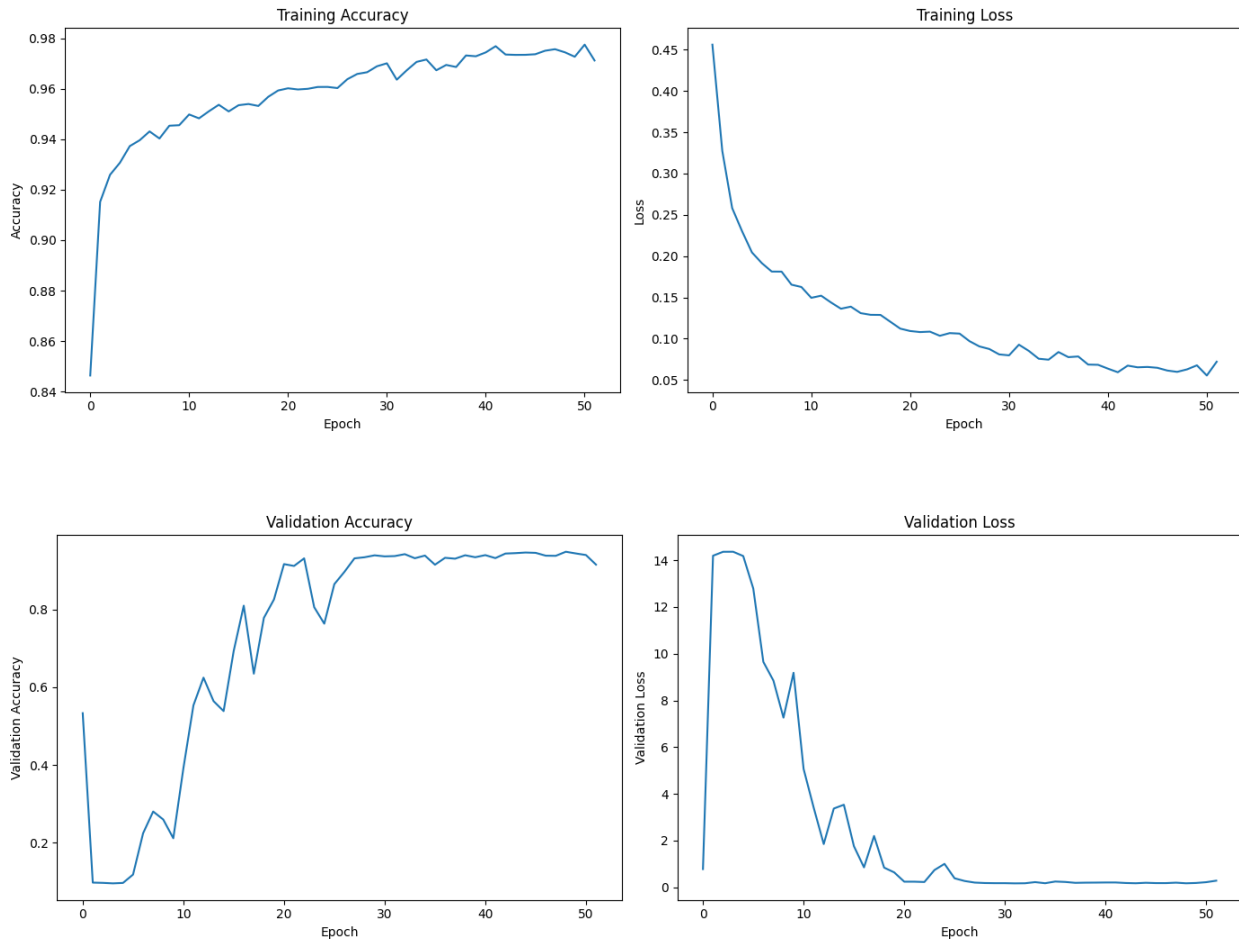 Training Accuracy
Accuracy
0.98
0.96
0.94
0.92
0.90
0.88
0.86
0.84
0 10 20 30 40 50
Epoch
Training Loss
Loss
0.45
0.40
0.35
0.30
0.25
0.20
0.15
0.10
0.05
0 10 20 30 40 50
Epoch
Validation Accuracy
Validation Accuracy
0.8
0.6
0.4
0.2
0 10 20 30 40 50
Epoch
Validation Loss
Validation Loss
14
12
10
8
6
4
2
0
0 10 20 30 40 50
Epoch